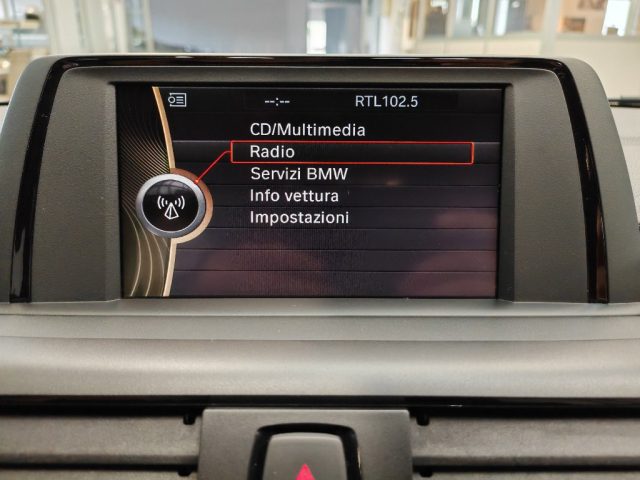 --:-- RTL102.5
CD/Multimedia
Radio
Servizi BMW
Info vettura
Impostazioni